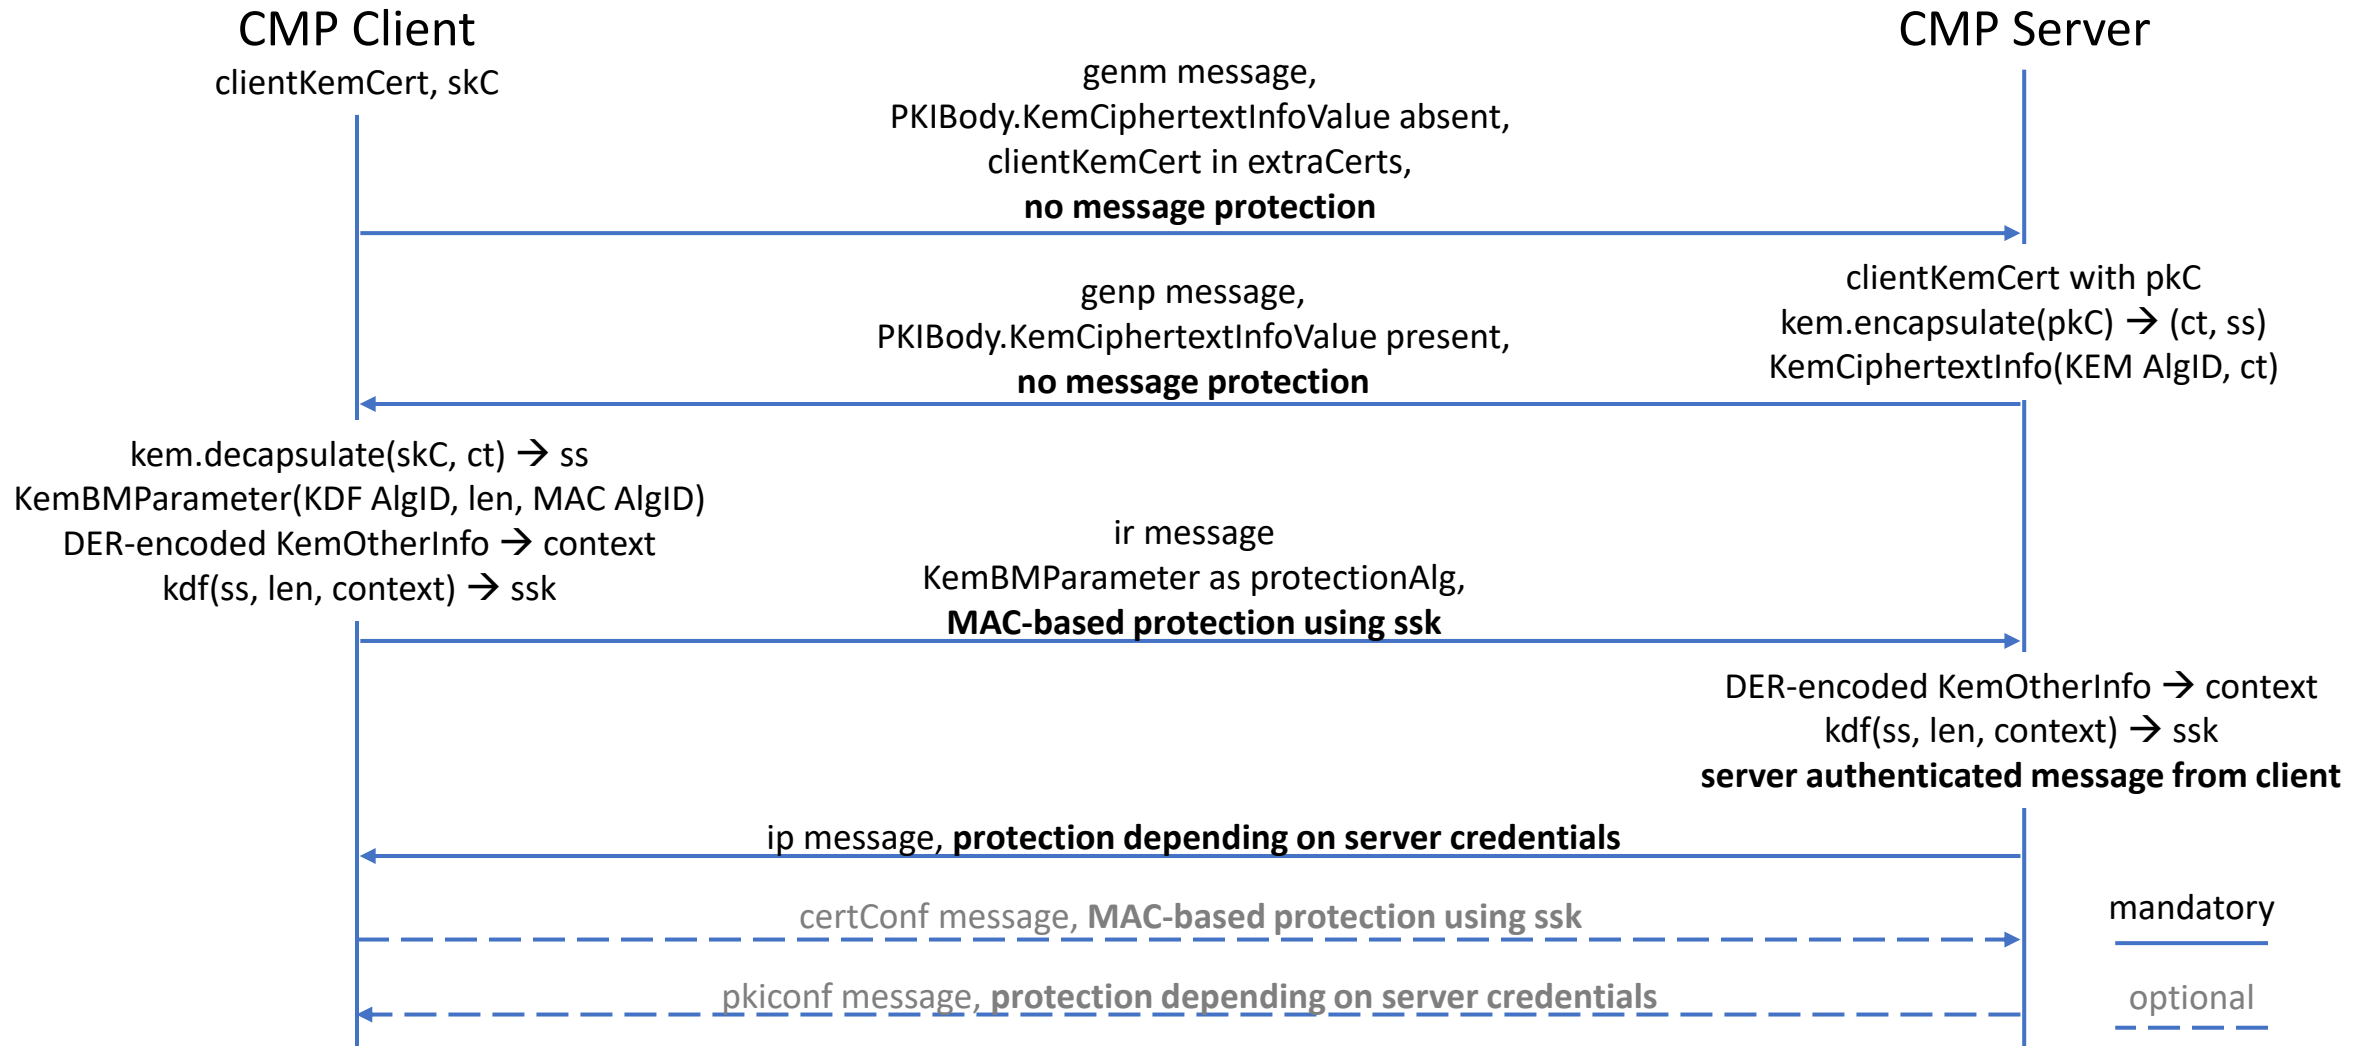 CMP Client
clientKemCert, skC
CMP Server
genm message,
PKIBody.KemCiphertextInfoValue absent,
clientKemCert in extraCerts,
no message protection
clientKemCert with pkC
kem.encapsulate(pkC) → (ct, ss)
KemCiphertextInfo(KEM AlgID, ct)
genp message,
PKIBody.KemCiphertextInfoValue present,
no message protection
kem.decapsulate(skC, ct) → ss
KemBMParameter(KDF AlgID, len, MAC AlgID)
DER-encoded KemOtherInfo → context
kdf(ss, len, context) → ssk
ir message
KemBMParameter as protectionAlg,
MAC-based protection using ssk
DER-encoded KemOtherInfo → context
kdf(ss, len, context) → ssk
server authenticated message from client
ip message, protection depending on server credentials
certConf message, MAC-based protection using ssk
pkiconf message, protection depending on server credentials
mandatory
optional